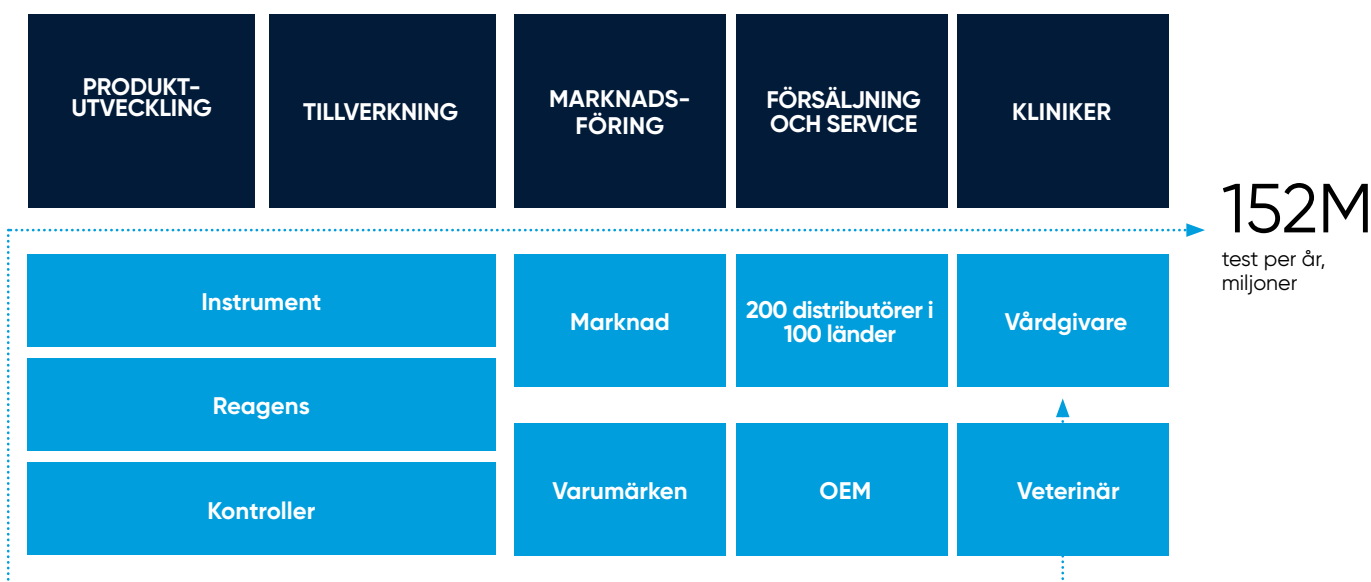 PRODUKT-
UTVECKLING
TILLVERKNING
MARKNADS-
FÖRING
FÖRSÄLJNING
OCH SERVICE
KLINIKER
152M
test per år,
miljoner
Instrument
Reagens
Kontroller
Marknad
200 distributörer i
100 länder
Vårdgivare
Varumärken
OEM
Veterinär